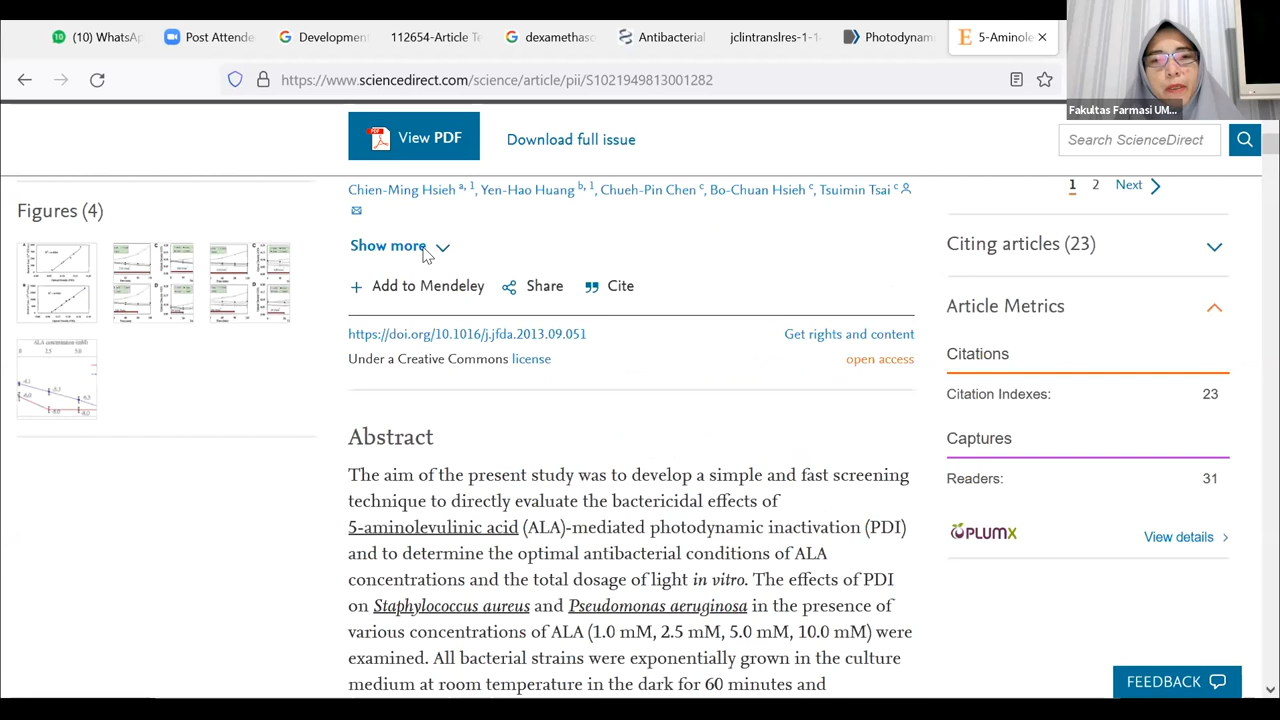 (10) WhatsA
Post Attende
Developmen
112654-Article Te
dexamethaso
Antibacterial
jclintranslres-1-1-
Photodynam
5-Aminole
https://www.sciencedirect.com/science/article/pii/S1021949813001282
Fakultas Farmasi UM...
View PDF
Download full issue
Search ScienceDirect
Chien-Ming Hsieh a, 1, Yen-Hao Huang b, 1, Chueh-Pin Chen c, Bo-Chuan Hsieh c, Tsuimin Tsai c
1 2 Next
Figures (4)
Show more
Add to Mendeley
Share
Cite
https://doi.org/10.1016/j.jfda.2013.09.051
Get rights and content
Under a Creative Commons license
open access
Abstract
The aim of the present study was to develop a simple and fast screening
technique to directly evaluate the bactericidal effects of
5-aminolevulinic acid (ALA)-mediated photodynamic inactivation (PDI)
and to determine the optimal antibacterial conditions of ALA
concentrations and the total dosage of light in vitro. The effects of PDI
on Staphylococcus aureus and Pseudomonas aeruginosa in the presence of
various concentrations of ALA (1.0 mM, 2.5 mM, 5.0 mM, 10.0 mM) were
examined. All bacterial strains were exponentially grown in the culture
medium at room temperature in the dark for 60 minutes and
Citing articles (23)
Article Metrics
Citations
Citation Indexes: 23
Captures
Readers: 31
PLUMX
View details
FEEDBACK